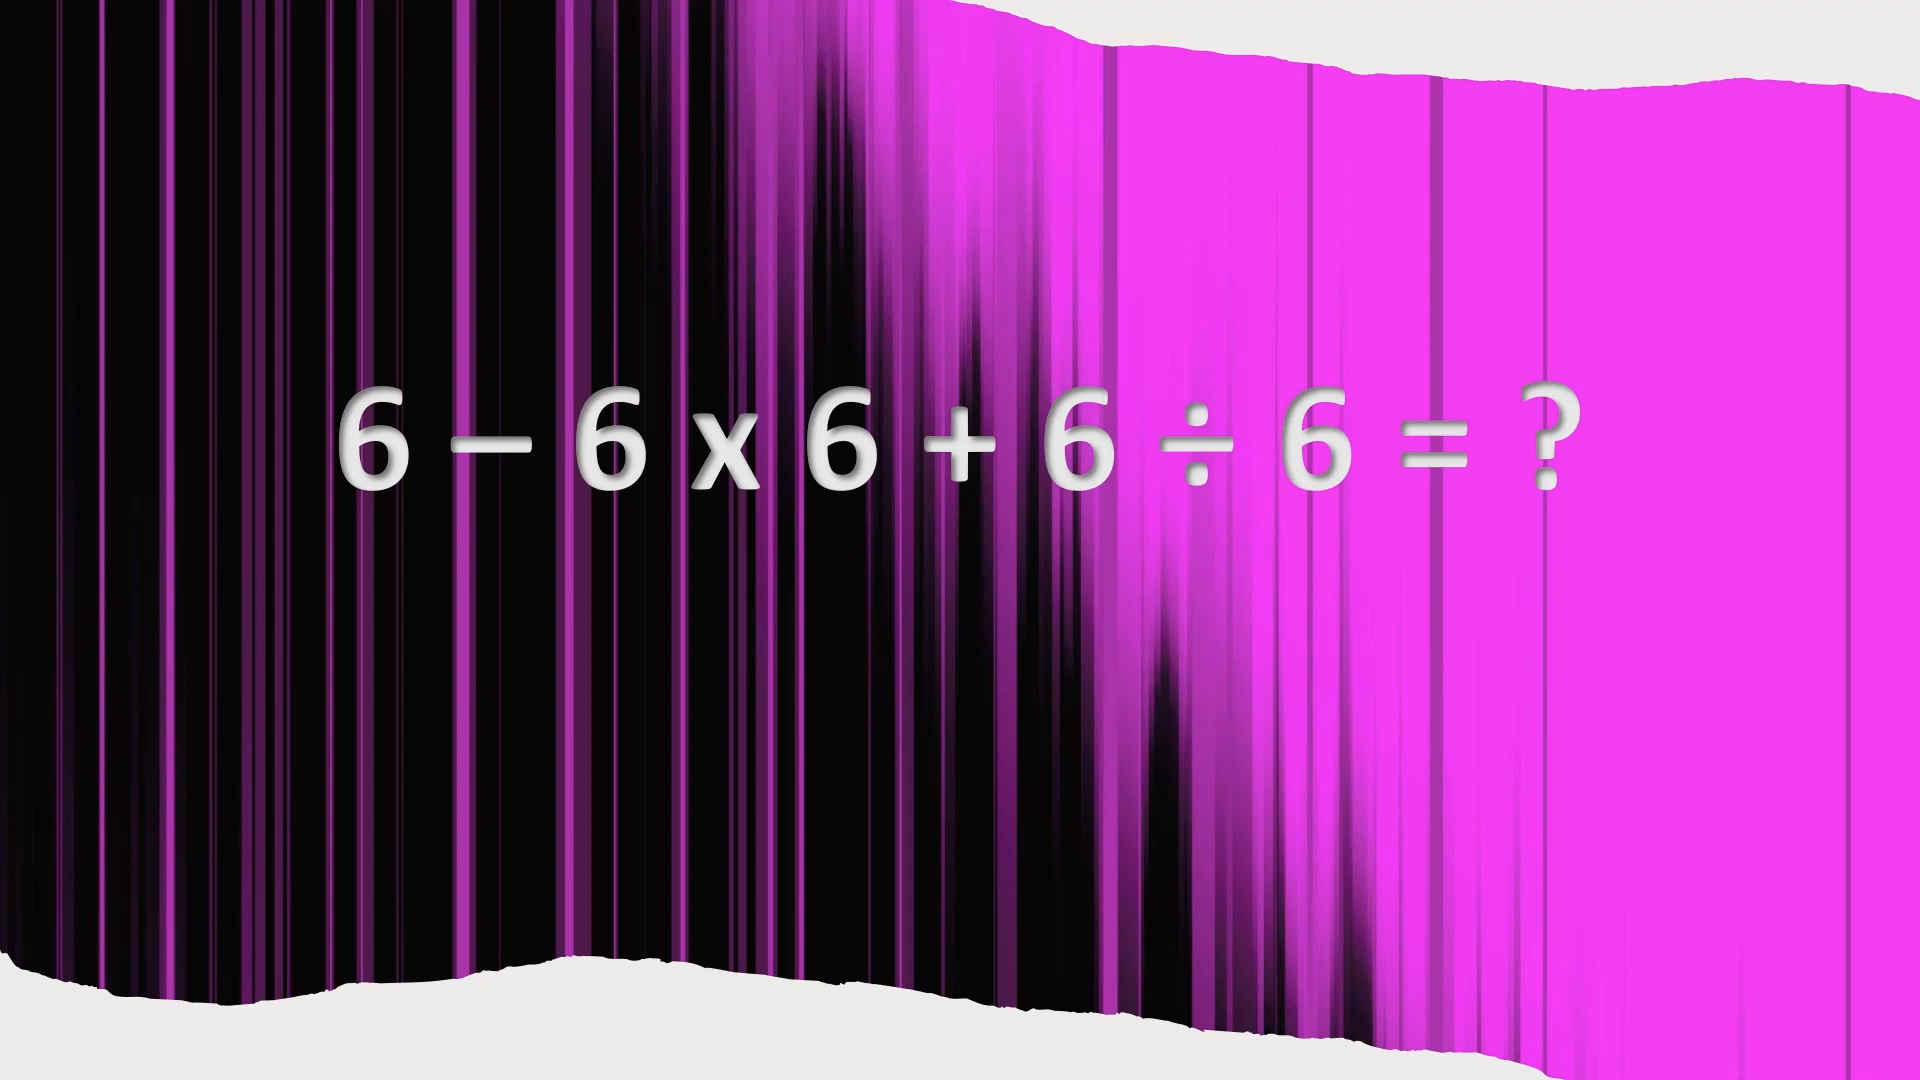 6 – 6 x 6 + 6 ÷ 6 = ?